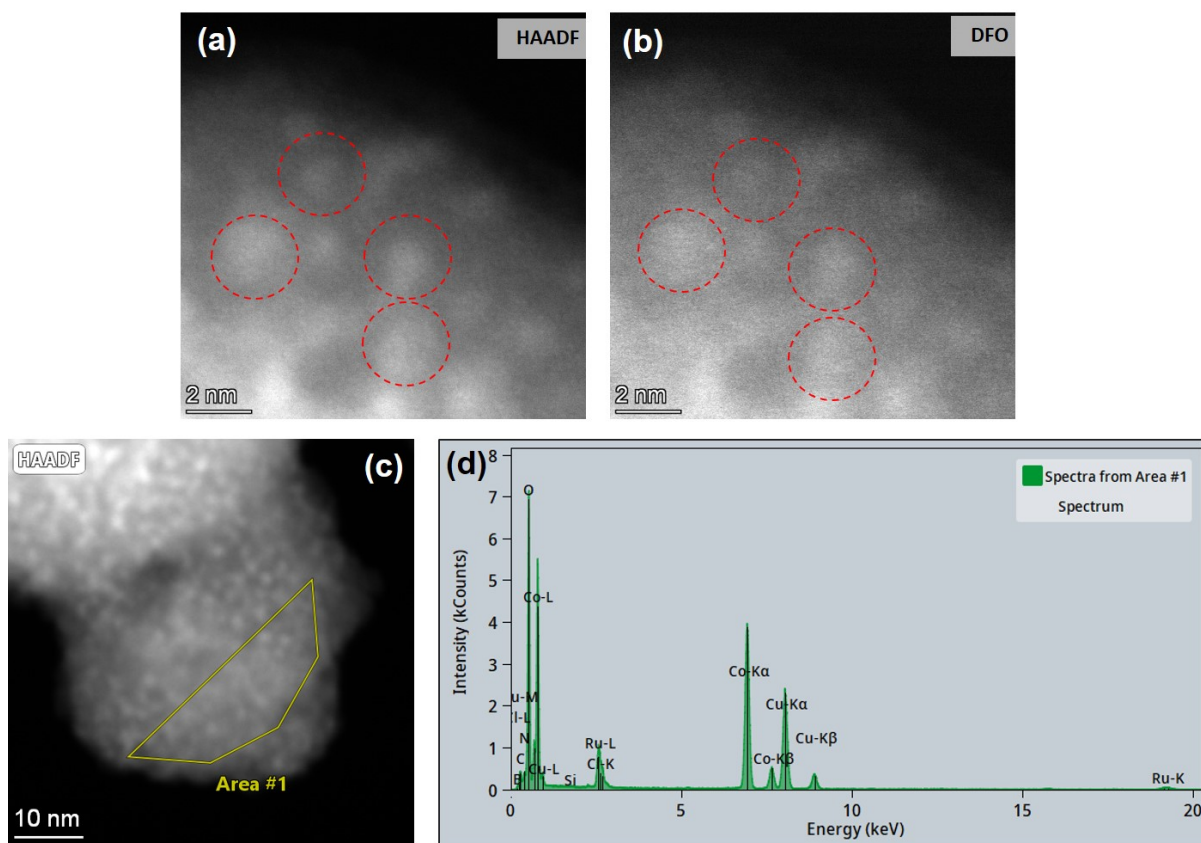 (a)
HAADF
(b)
DFO
2 nm
2 nm
HAADF
(c)
Area #1
10 nm
(d)
Spectra from Area #1
Spectrum
Intensity (kCounts)
8
7
6
5
4
3
2
1
0
O
Co-L
u-M
l-L
N
C
Cu-L
Si
Ru-L
Cl-K
Co-Kα
Co-Kβ
Cu-Kα
Cu-Kβ
Ru-K
0
5
10
15
20
Energy (keV)